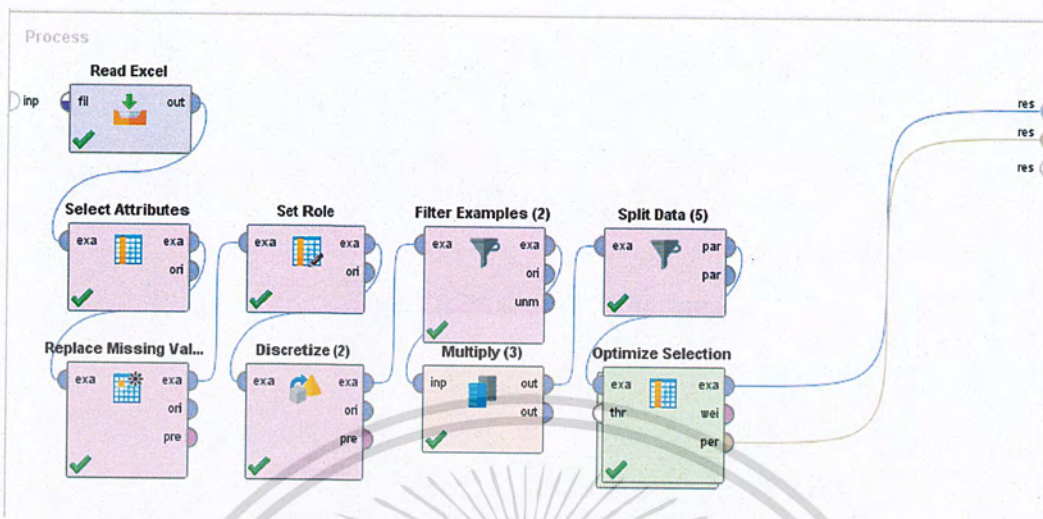 Process
Read Excel
inp
fil out
res
res
res
Select Attributes
exa exa
ori
Set Role
exa exa
ori
Filter Examples (2)
exa exa
ori
unm
Split Data (5)
exa par
par
Replace Missing Val...
exa exa
ori
pre
Discretize (2)
exa exa
ori
pre
Multiply (3)
inp out
out
Optimize Selection
exa exa
thr wei
per